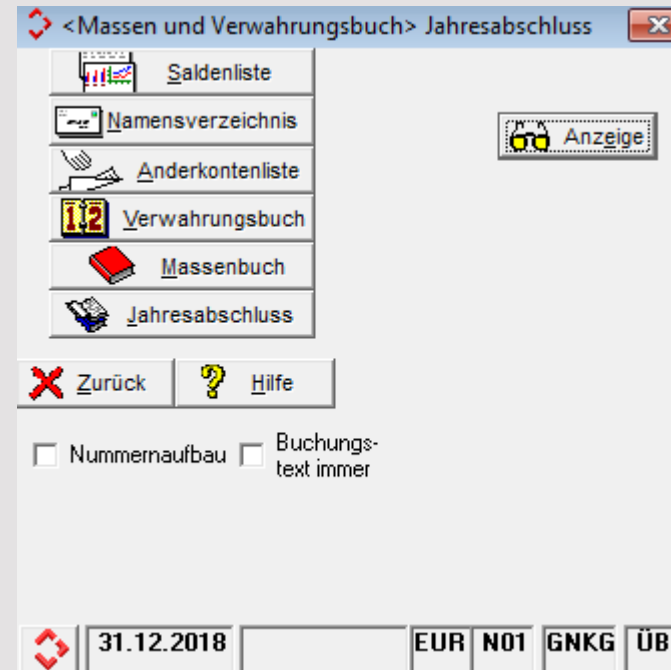 <Massen und Verwahrungsbuch> Jahresabschluss
Saldenliste
Namensverzeichnis
Anzeige
Anderkontenliste
Verwahrungsbuch
Massenbuch
Jahresabschluss
Zurück Hilfe
Nummernaufbau
Buchungs-
text immer
31.12.2018 EUR N01 GNKG ÜB